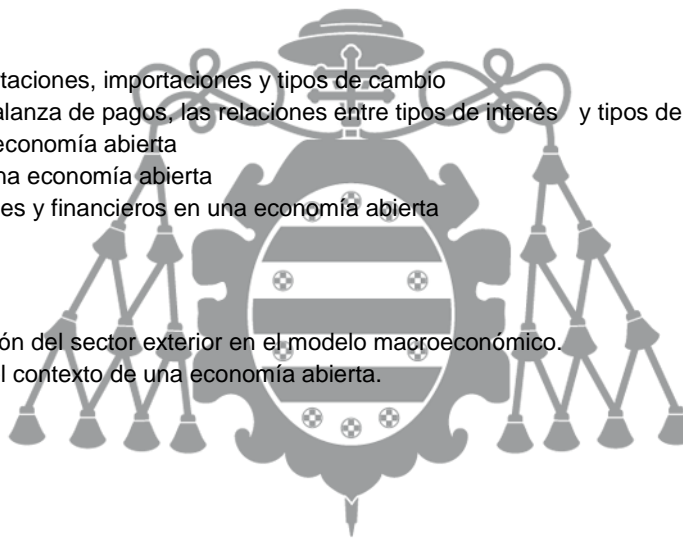 taciones, importaciones y tipos de cambio
alanza de pagos, las relaciones entre tipos de interés y tipos de
economía abierta
na economía abierta
es y financieros en una economía abierta
ón del sector exterior en el modelo macroeconómico.
l contexto de una economía abierta.